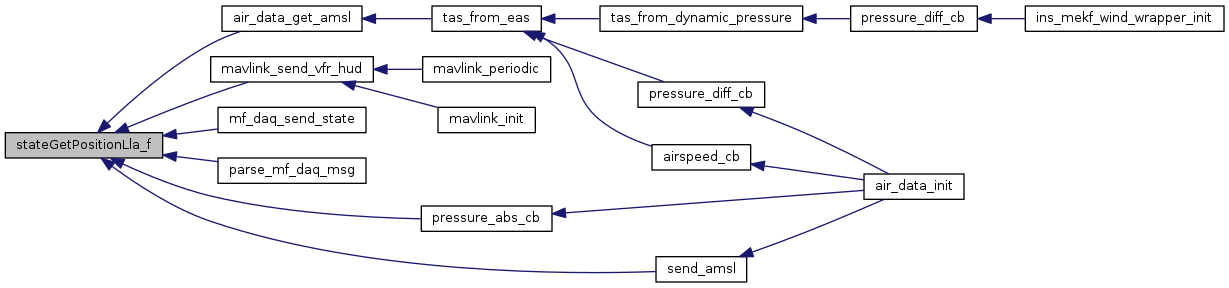 air_data_get_amsl
tas_from_eas
tas_from_dynamic_pressure
pressure_diff_cb
ins_mekf_wind_wrapper_init
mavlink_send_vfr_hud
mavlink_periodic
pressure_diff_cb
mf_daq_send_state
mavlink_init
stateGetPositionLla_f
parse_mf_daq_msg
airspeed_cb
air_data_init
pressure_abs_cb
send_amsl